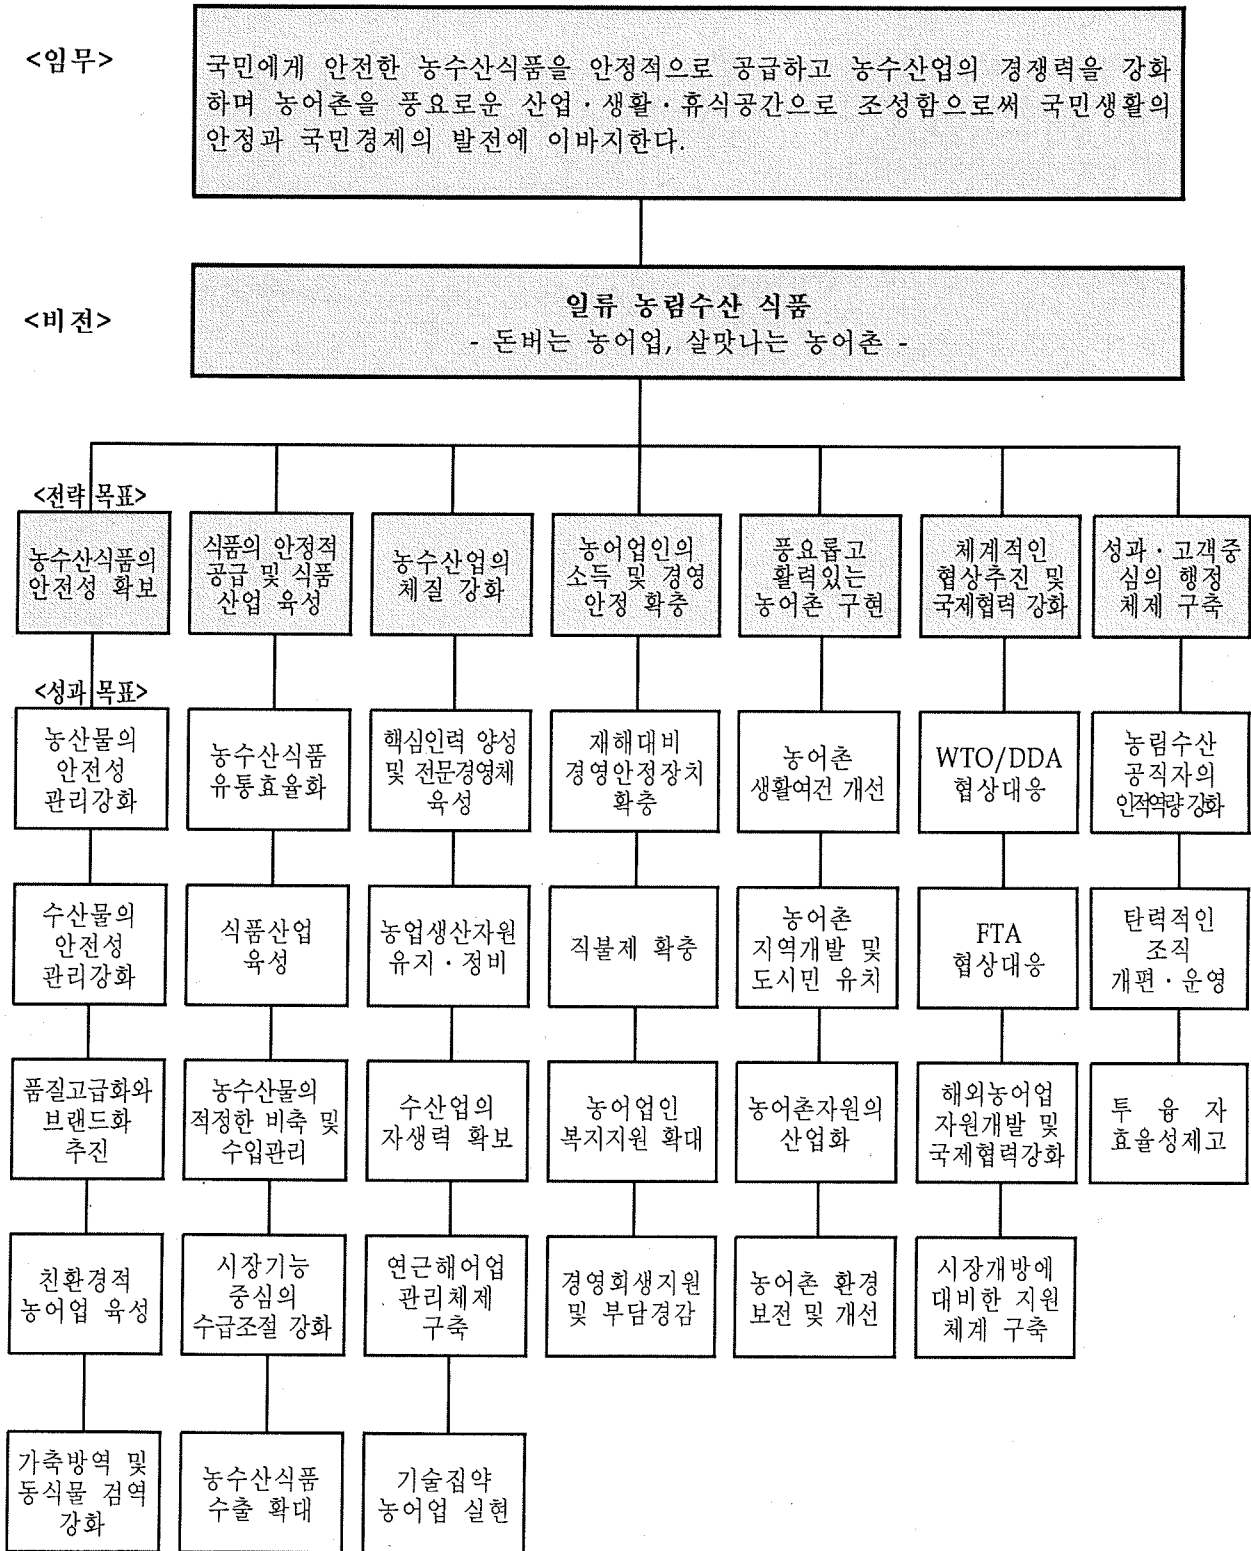 <임무>
국민에게 안전한 농수산식품을 안정적으로 공급하고 농수산업의 경쟁력을 강화
하며 농어촌을 풍요로운 산업·생활·휴식공간으로 조성함으로써 국민생활의
안정과 국민경제의 발전에 이바지한다.
<비전>
일류 농림수산 식품
- 돈버는 농어업, 살맛나는 농어촌 -
<전략 목표>
농수산식품의
안전성 확보
식품의 안정적
공급 및 식품
산업 육성
농수산업의
체질 강화
농어업인의
소득 및 경영
안정 확충
풍요롭고
활력있는
농어촌 구현
체계적인
협상추진 및
국제협력 강화
성과·고객중
심의 행정
체제 구축
<성과 목표>
농산물의
안전성
관리강화
농수산식품
유통효율화
핵심인력 양성
및 전문경영체
육성
재해대비
경영안정장치
확충
농어촌
생활여건 개선
WTO/DDA
협상대응
농림수산
공직자의
인적역량 강화
수산물의
안전성
관리강화
식품산업
육성
농업생산자원
유지·정비
직불제 확충
농어촌
지역개발 및
도시민 유치
FTA
협상대응
탄력적인
조직
개편·운영
품질고급화와
브랜드화
추진
농수산물의
적정한 비축 및
수입관리
수산업의
자생력 확보
농어업인
복지지원 확대
농어촌자원의
산업화
해외농어업
자원개발 및
국제협력강화
투 융 자
효율성제고
친환경적
농어업 육성
시장기능
중심의
수급조절 강화
연근해어업
관리체제
구축
경영회생지원
및 부담경감
농어촌 환경
보전 및 개선
시장개방에
대비한 지원
체계 구축
가축방역 및
동식물 검역
강화
농수산식품
수출 확대
기술집약
농어업 실현